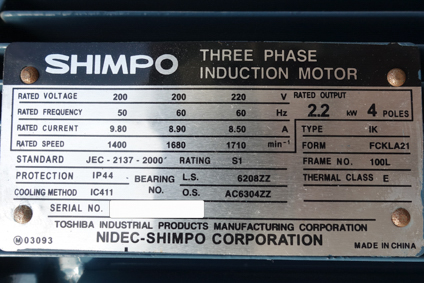 SHIMPO THREE PHASE INDUCTION MOTOR
RATED VOLTAGE 200 200 220 V
RATED FREQUENCY 50 60 60 Hz
RATED CURRENT 9.80 8.90 8.50 A
RATED SPEED 1400 1680 1710 min⁻¹
RATED OUTPUT
2.2 kW 4 POLES
TYPE IK
FORM FCKLA21
FRAME NO. 100L
THERMAL CLASS E
STANDARD JEC-2137-2000 RATING S1
PROTECTION IP44 BEARING NO. L.S. 6208ZZ
COOLING METHOD IC411 O.S. AC6304ZZ
SERIAL NO.
TOSHIBA INDUSTRIAL PRODUCTS MANUFACTURING CORPORATION
NIDEC-SHIMPO CORPORATION
Ⓜ03093
MADE IN CHINA